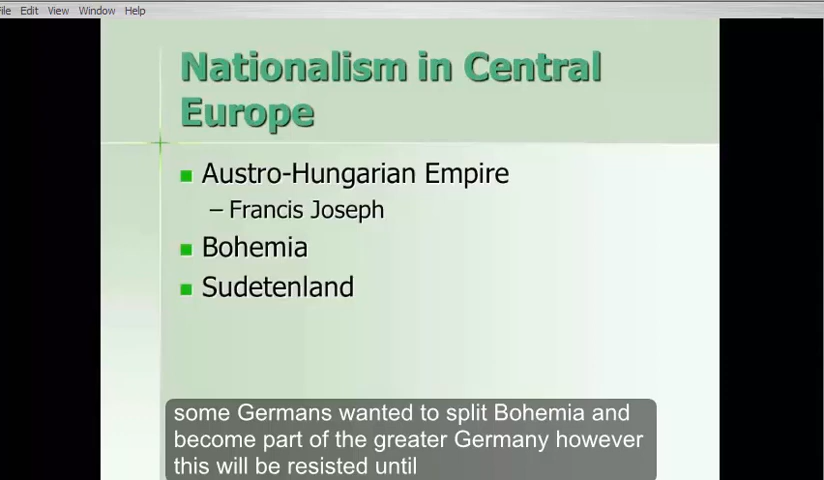 File Edit View Window Help
Nationalism in Central
Europe
Austro-Hungarian Empire
– Francis Joseph
Bohemia
Sudetenland
some Germans wanted to split Bohemia and
become part of the greater Germany however
this will be resisted until